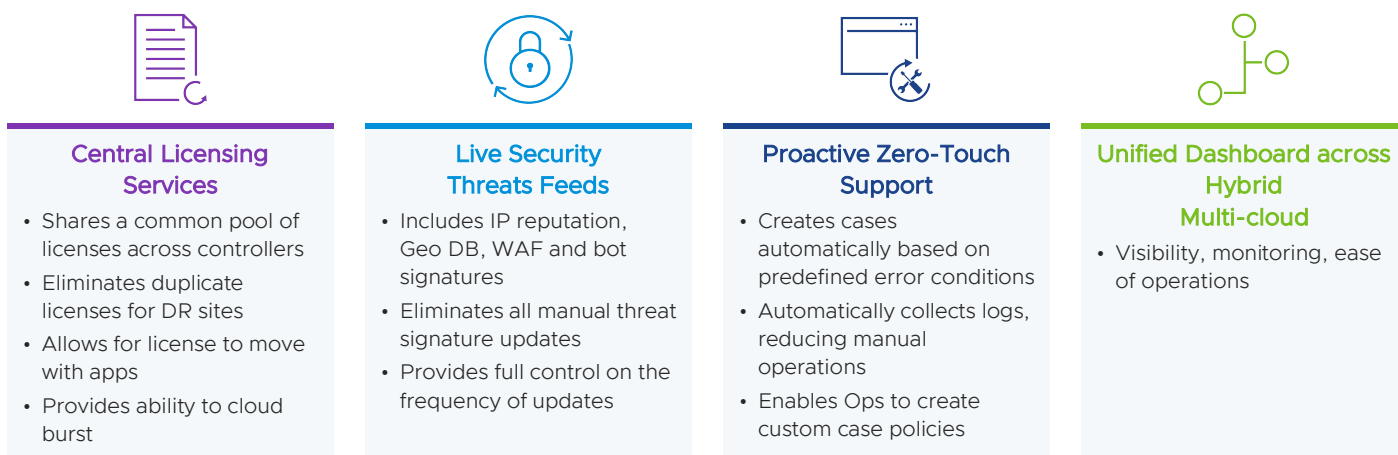 Central Licensing
Services
• Shares a common pool of
licenses across controllers
• Eliminates duplicate
licenses for DR sites
• Allows for license to move
with apps
• Provides ability to cloud
burst
Live Security
Threats Feeds
• Includes IP reputation,
Geo DB, WAF and bot
signatures
• Eliminates all manual threat
signature updates
• Provides full control on the
frequency of updates
Proactive Zero-Touch
Support
• Creates cases
automatically based on
predefined error conditions
• Automatically collects logs,
reducing manual
operations
• Enables Ops to create
custom case policies
Unified Dashboard across
Hybrid
Multi-cloud
• Visibility, monitoring, ease
of operations